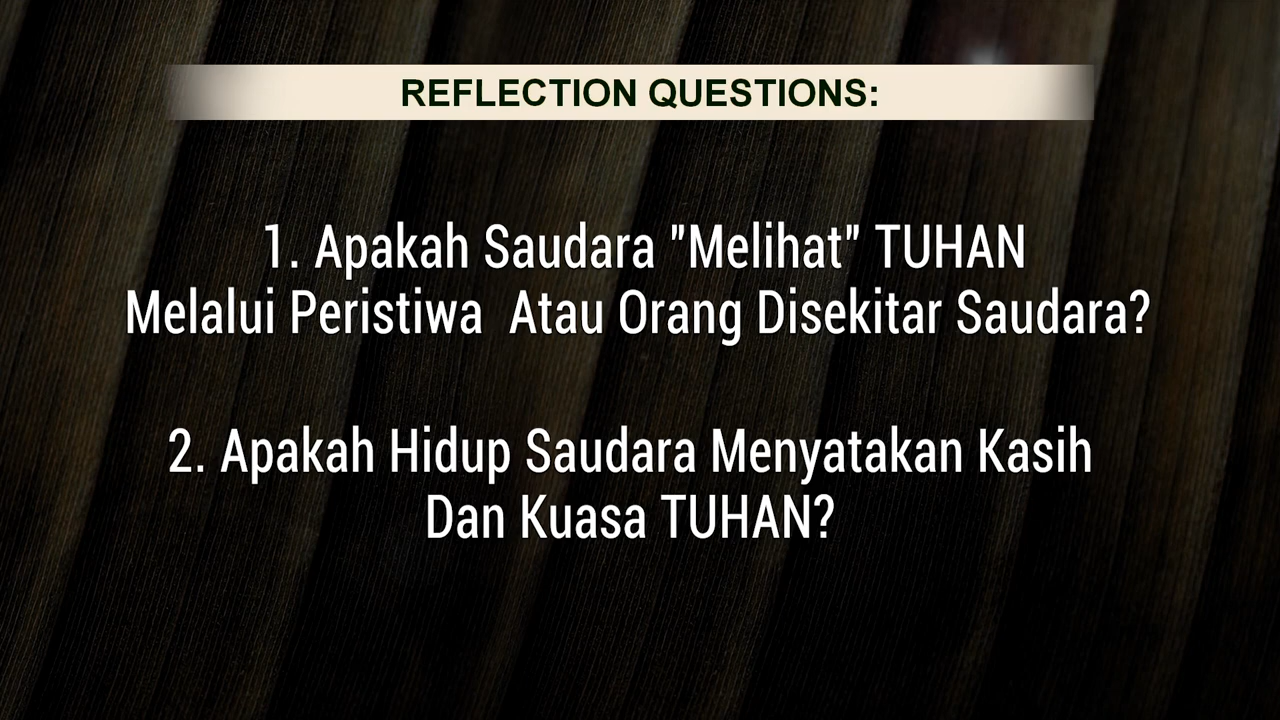 REFLECTION QUESTIONS:
1. Apakah Saudara "Melihat" TUHAN
Melalui Peristiwa  Atau Orang Disekitar Saudara?
2. Apakah Hidup Saudara Menyatakan Kasih
Dan Kuasa TUHAN?